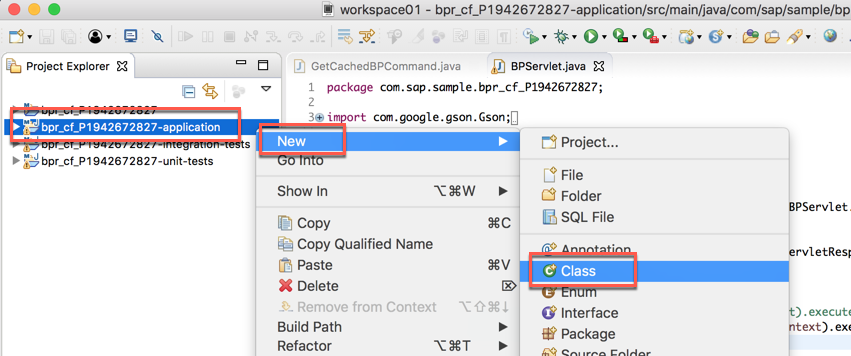 workspace01 - bpr_cf_P1942672827-application/src/main/java/com/sap/sample/bp
Project Explorer
GetCachedBPCommand.java
BPServlet.java
1 package com.sap.sample.bpr_cf_P1942672827;
2
3 import com.google.gson.Gson;
bpr_cf_P1942672827
bpr_cf_P1942672827-application
bpr_cf_P1942672827-integration-tests
bpr_cf_P1942672827-unit-tests
New
Go Into
Show In ⌥⌘W
Copy ⌘C
Copy Qualified Name
Paste ⌘V
Delete ⌦
Remove from Context ⌥⇧⌘↓
Build Path
Refactor ⌥⌘T
Project...
File
Folder
SQL File
Annotation
Class
Enum
Interface
Package
Source Folder
BPServlet.
ervletResp
t).execute
ntext).exec